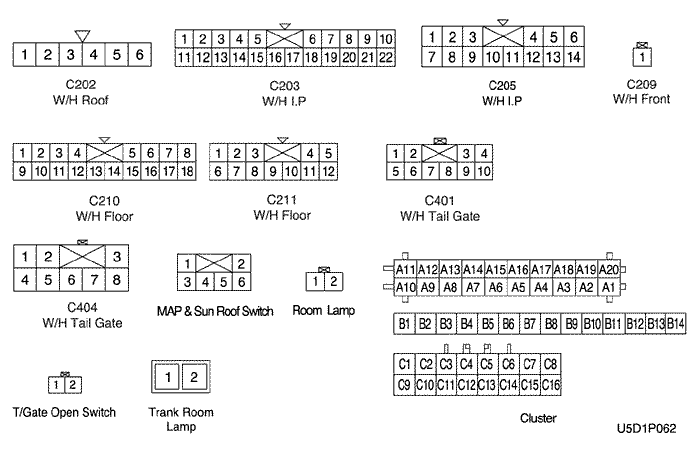 1 2 3 4 5 6
C202
W/H Roof
1 2 3 4 5 6 7 8 9 10
11 12 13 14 15 16 17 18 19 20 21 22
C203
W/H I.P
1 2 3 4 5 6
7 8 9 10 11 12 13 14
C205
W/H I.P
1
C209
W/H Front
1 2 3 4 5 6 7 8
9 10 11 12 13 14 15 16 17 18
C210
W/H Floor
1 2 3 4 5
6 7 8 9 10 11 12
C211
W/H Floor
1 2 3 4
5 6 7 8 9 10
C401
W/H Tail Gate
1 2 3
4 5 6 7 8
C404
W/H Tail Gate
1 2
3 4 5 6
MAP & Sun Roof Switch
1 2
Room Lamp
A11 A12 A13 A14 A15 A16 A17 A18 A19 A20
A10 A9 A8 A7 A6 A5 A4 A3 A2 A1
B1 B2 B3 B4 B5 B6 B7 B8 B9 B10 B11 B12 B13 B14
C1 C2 C3 C4 C5 C6 C7 C8
C9 C10 C11 C12 C13 C14 C15 C16
Cluster
1 2
T/Gate Open Switch
1 2
Trank Room
Lamp
U5D1P062